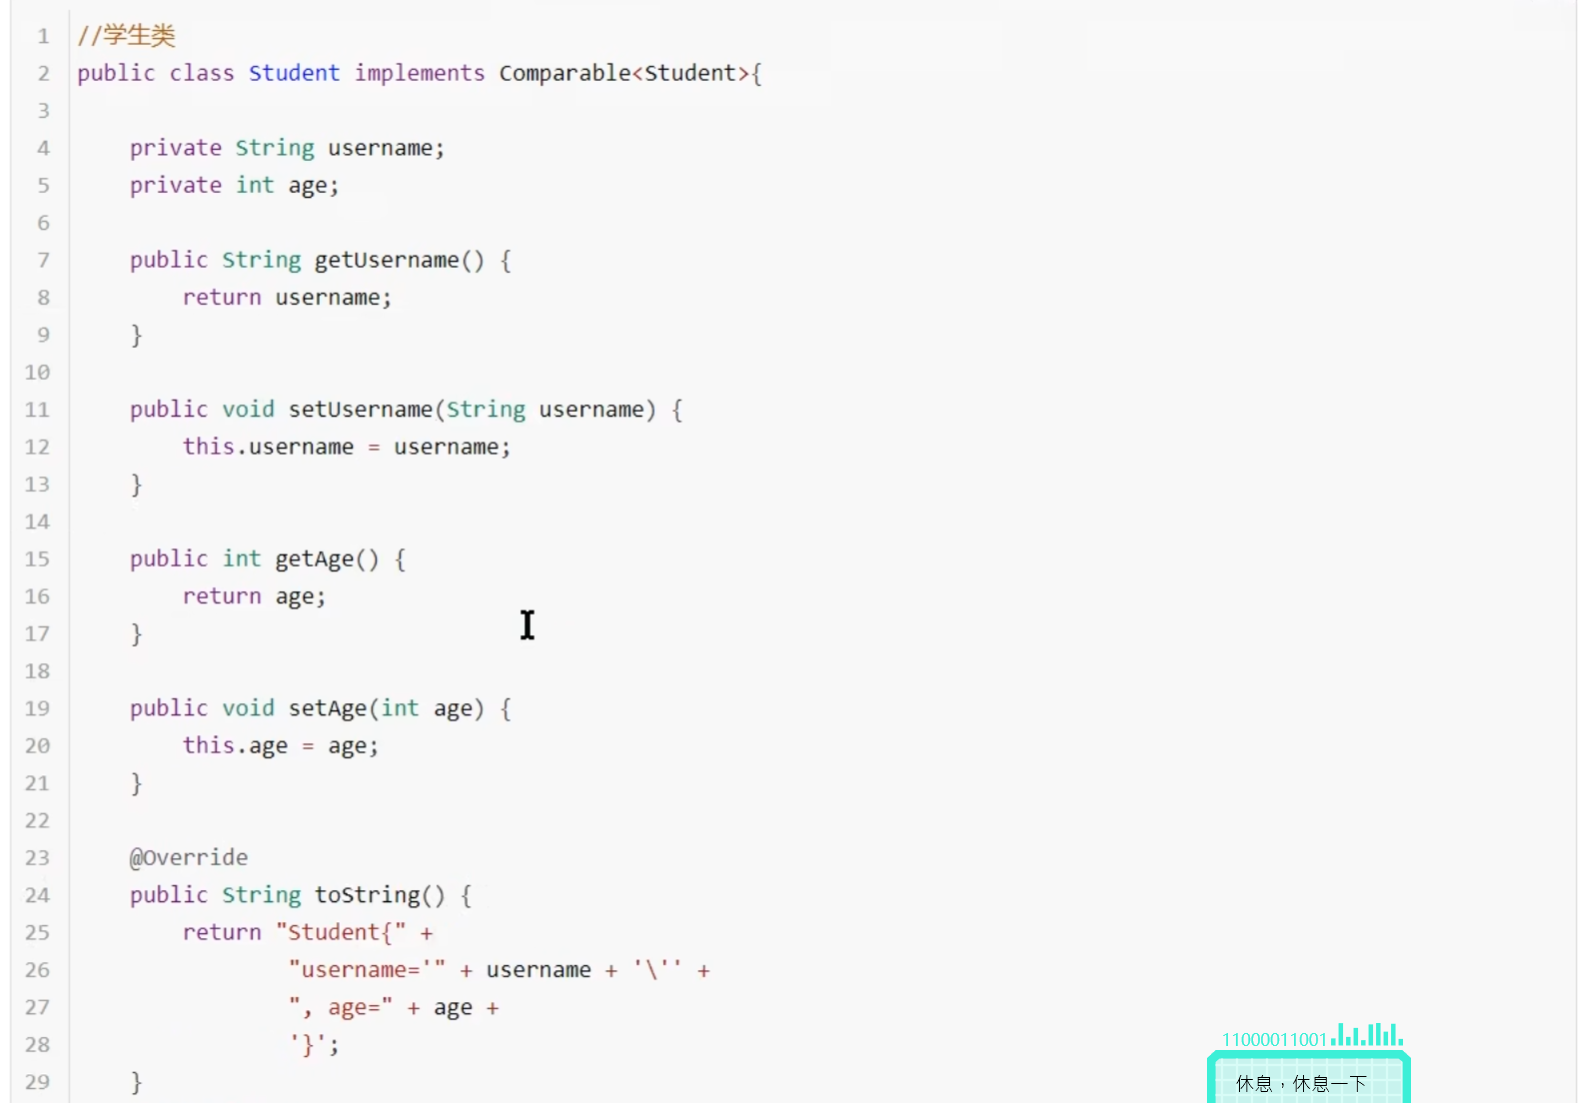 1 //学生类
2 public class Student implements Comparable<Student>{
3
4     private String username;
5     private int age;
6
7     public String getUsername() {
8         return username;
9     }
10
11     public void setUsername(String username) {
12         this.username = username;
13     }
14
15     public int getAge() {
16         return age;
17     }
18
19     public void setAge(int age) {
20         this.age = age;
21     }
22
23     @Override
24     public String toString() {
25         return "Student{" +
26                 "username='" + username + '\'' +
27                 ", age=" + age +
28                 '}';
29     }
11000011001
休息，休息一下